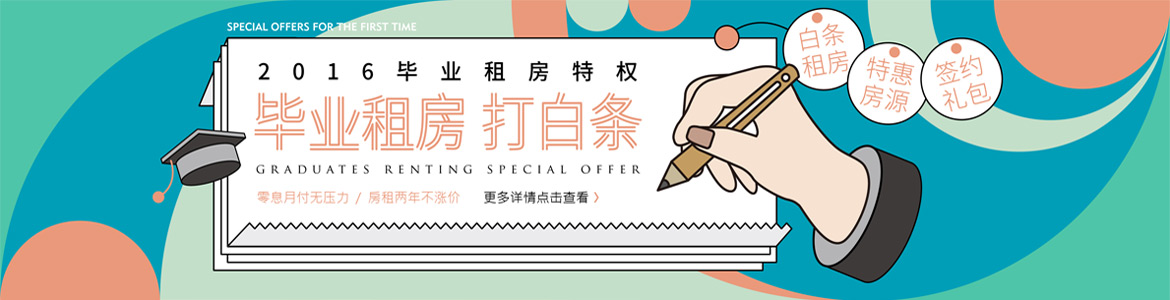 SPECIAL OFFERS FOR THE FIRST TIME
2016毕业租房特权
毕业租房 打白条
GRADUATES RENTING SPECIAL OFFER
零息月付无压力 / 房租两年不涨价 更多详情点击查看 〉
白条
租房
特惠
房源
签约
礼包